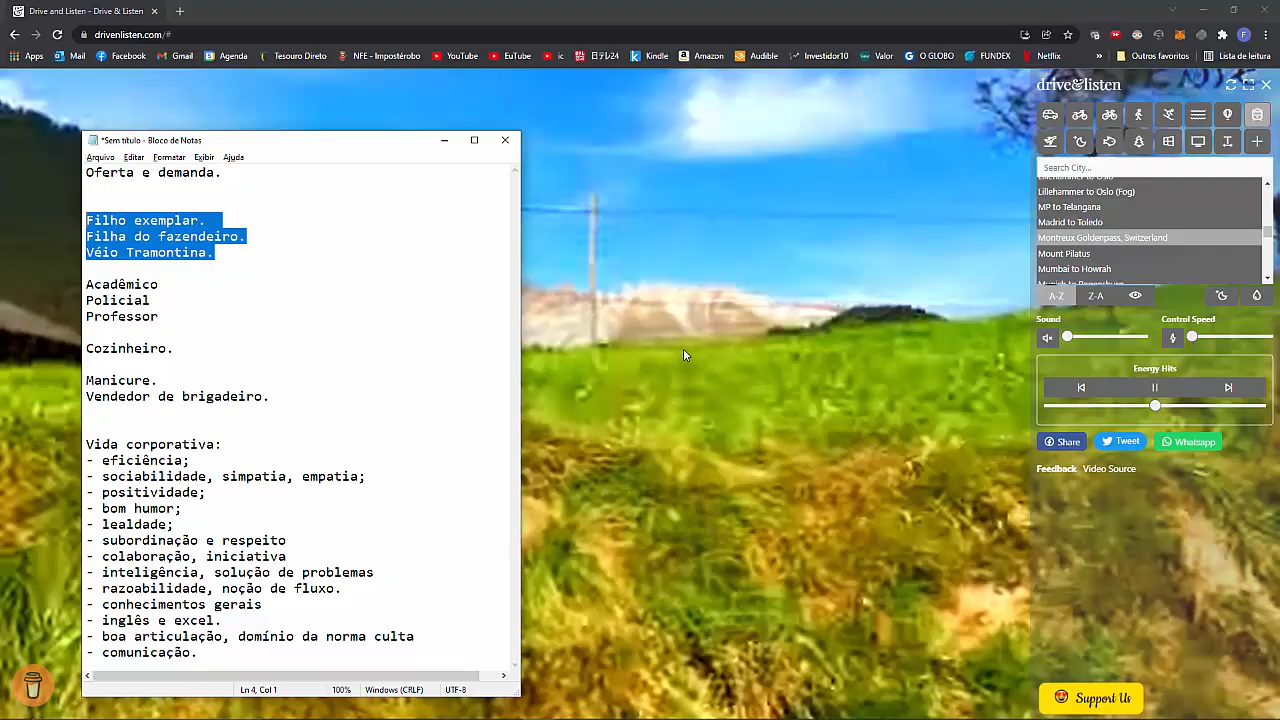 Drive and Listen - Drive & Listen
drivenlisten.com/#
Apps Mail Facebook Gmail Agenda Tesouro Direto NFE - Impostérobo YouTube EuTube ic Kindle Amazon Audible Investidor10 Valor O GLOBO FUNDEX Netflix » Outros favoritos Lista de leitura
drive&listen
*Sem título - Bloco de Notas
Arquivo Editar Formatar Exibir Ajuda
Oferta e demanda.
Filho exemplar.
Filha do fazendeiro.
Véio Tramontina.
Acadêmico
Policial
Professor
Cozinheiro.
Manicure.
Vendedor de brigadeiro.
Vida corporativa:
- eficiência;
- sociabilidade, simpatia, empatia;
- positividade;
- bom humor;
- lealdade;
- subordinação e respeito
- colaboração, iniciativa
- inteligência, solução de problemas
- razoabilidade, noção de fluxo.
- conhecimentos gerais
- inglês e excel.
- boa articulação, domínio da norma culta
- comunicação.
Ln 4, Col 1 100% Windows (CRLF) UTF-8
Search City...
Lillehammer to Oslo (Fog)
MP to Telangana
Madrid to Toledo
Montreux Goldenpass, Switzerland
Mount Pilatus
Mumbai to Howrah
A-Z Z-A
Sound Control Speed
Energy Hits
Share Tweet Whatsapp
Feedback Video Source
Support Us